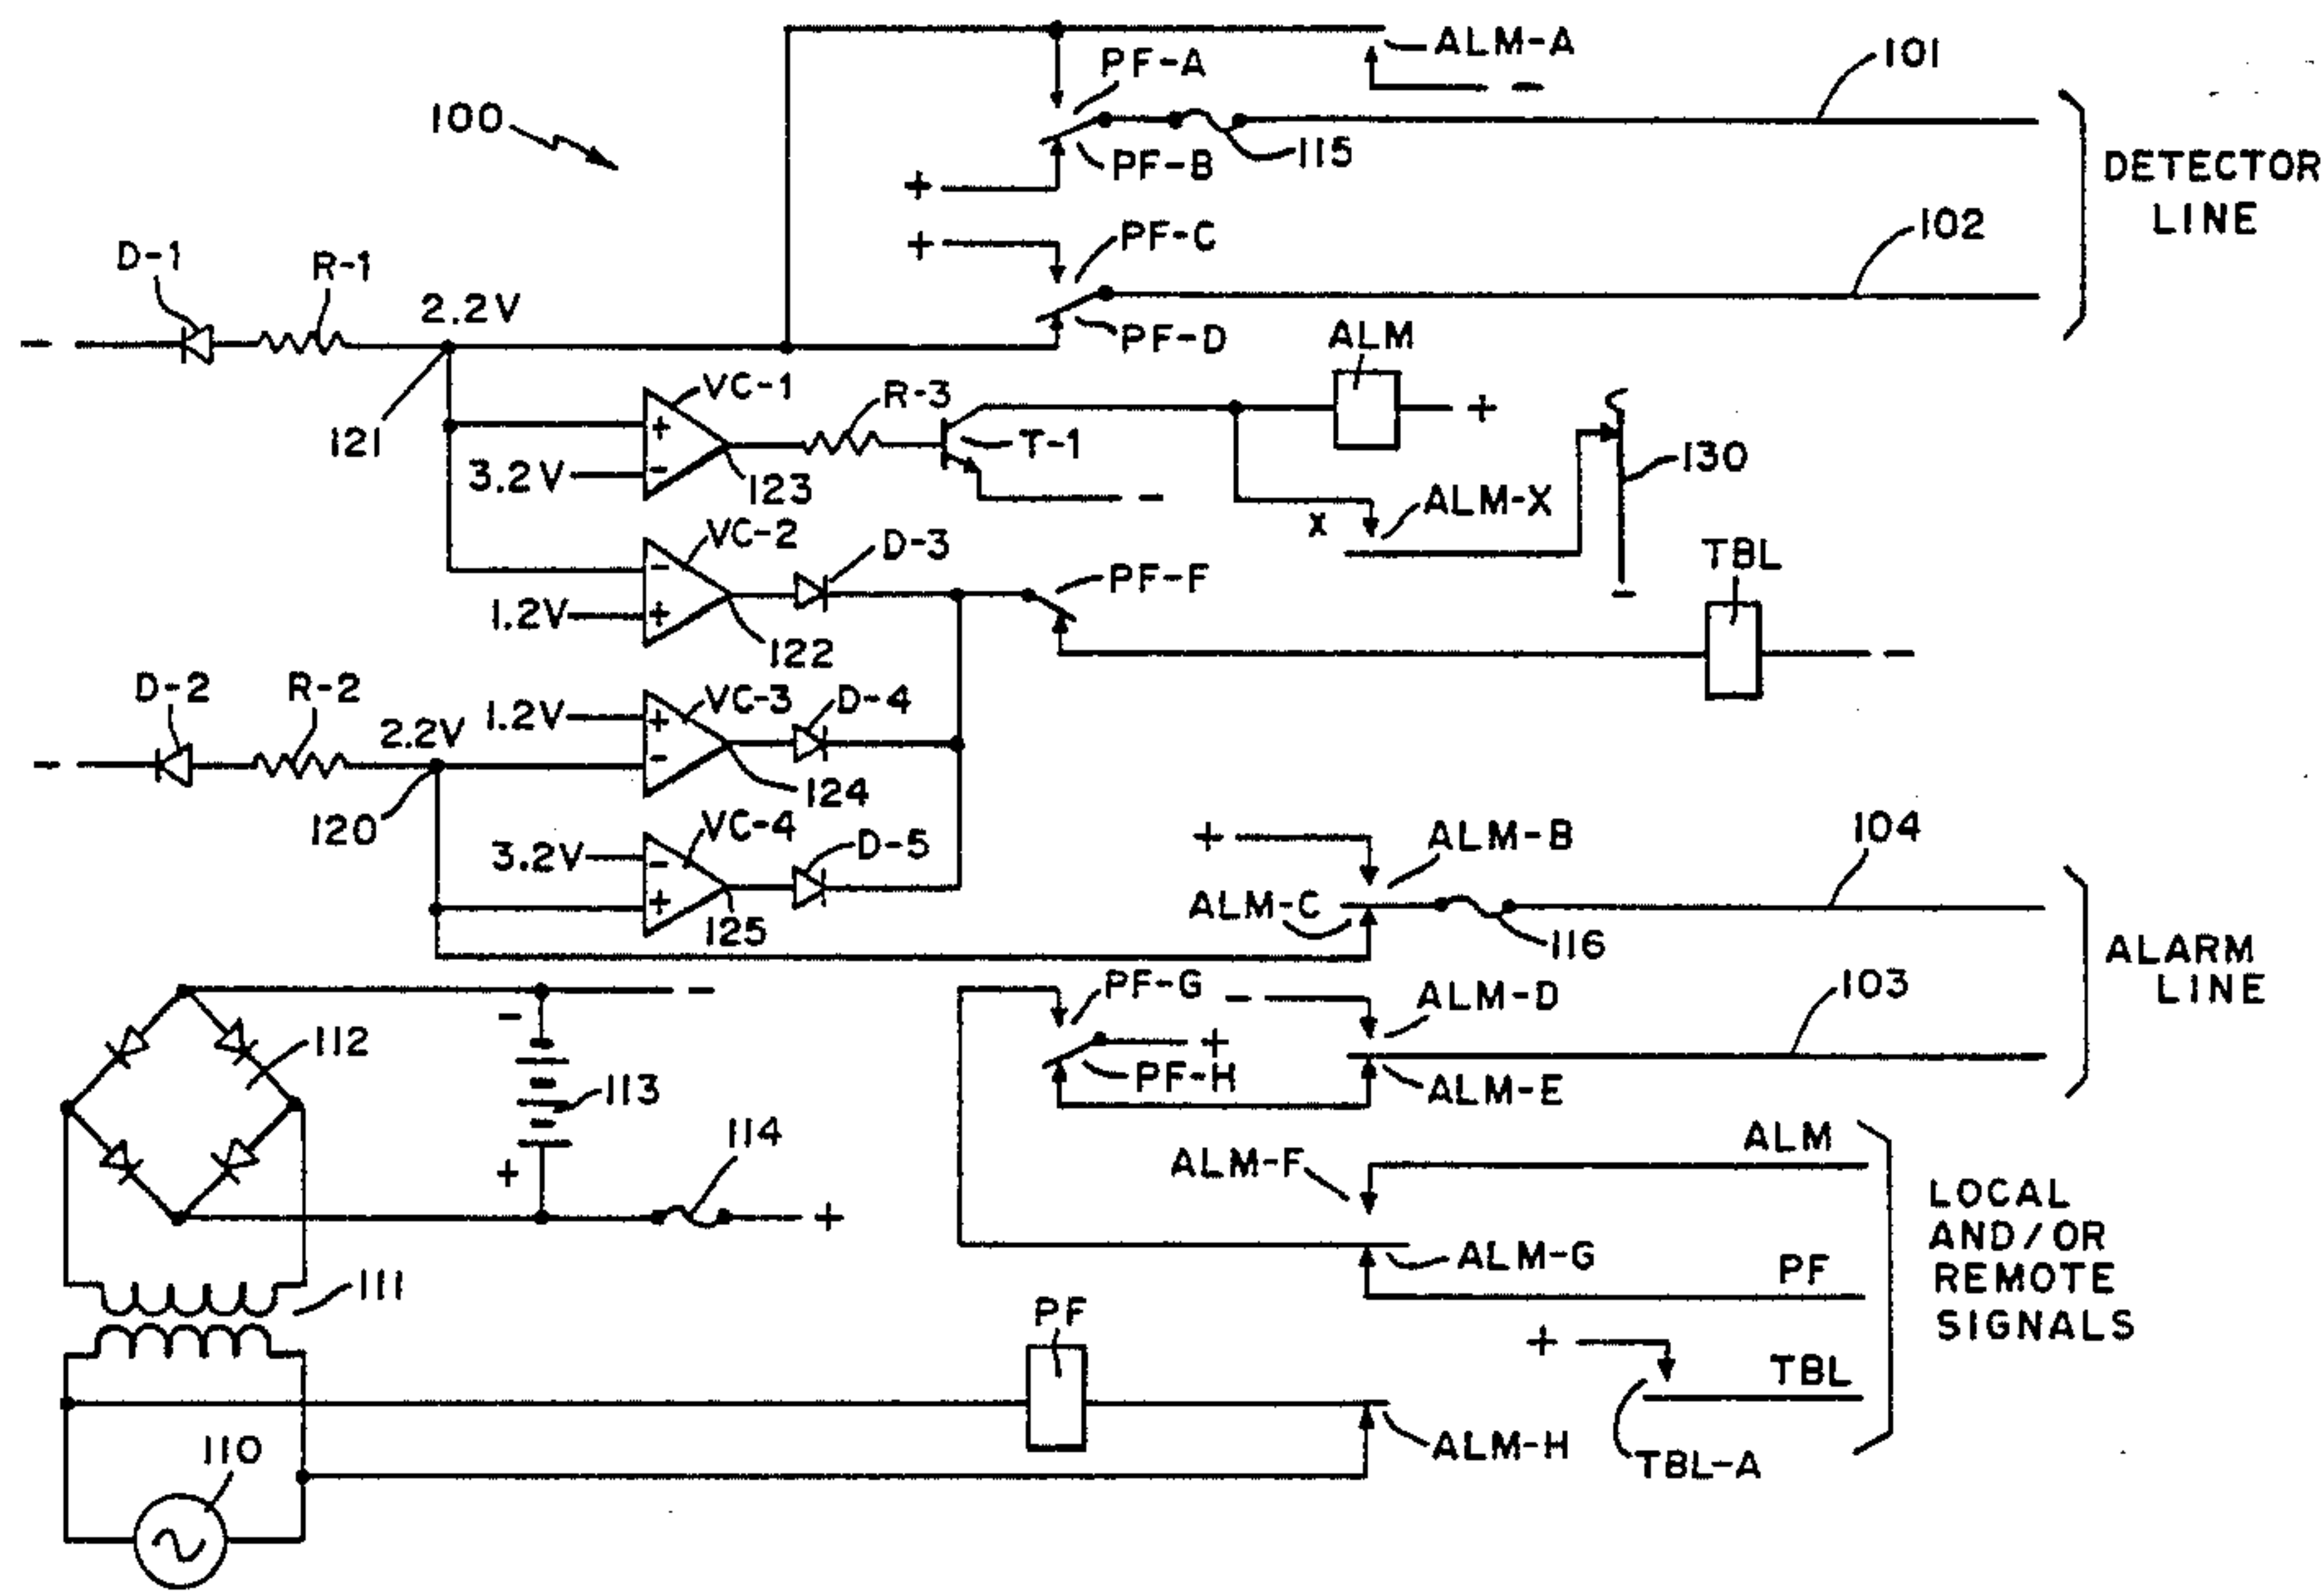 ALM-A
101
PF-A
100
115
PF-B
DETECTOR
LINE
+
-
+
PF-C
102
D-1
R-1
2.2V
PF-D
ALM
-
VC-1
R-3
+
121
+
T-1
130
3.2V
-
123
-
ALM-X
X
VC-2
D-3
TBL
-
PF-F
-
1.2V
+
122
-
D-2
R-2
VC-3
D-4
2.2V
1.2V
+
-
-
124
120
VC-4
D-5
+
ALM-B
104
3.2V
-
ALM-C
+
125
116
ALARM
LINE
PF-G
-
ALM-D
103
-
-
112
+
PF-H
ALM-E
113
114
ALM
ALM-F
+
LOCAL
AND/OR
REMOTE
SIGNALS
+
ALM-G
PF
111
PF
+
TBL
110
ALM-H
TBL-A